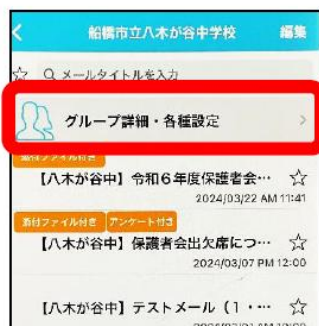 船橋市立八木が谷中学校 編集
メールタイトルを入力
グループ詳細・各種設定
添付ファイル付き
【八木が谷中】令和6年度保護者会…
2024/03/22 AM 11:41
添付ファイル付き アンケート付き
【八木が谷中】保護者会出欠席につ…
2024/03/07 PM 12:00
【八木が谷中】テストメール（1・…